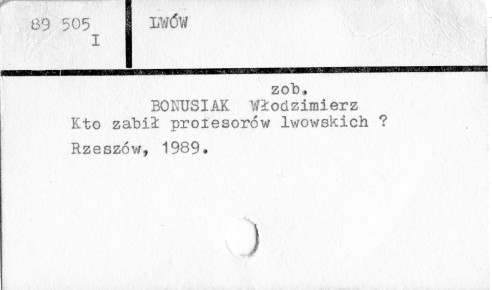 89 505
I
LWÓW
zob.
BONUSIAK Włodzimierz
Kto zabił profesorów lwowskich ?
Rzeszów, 1989.